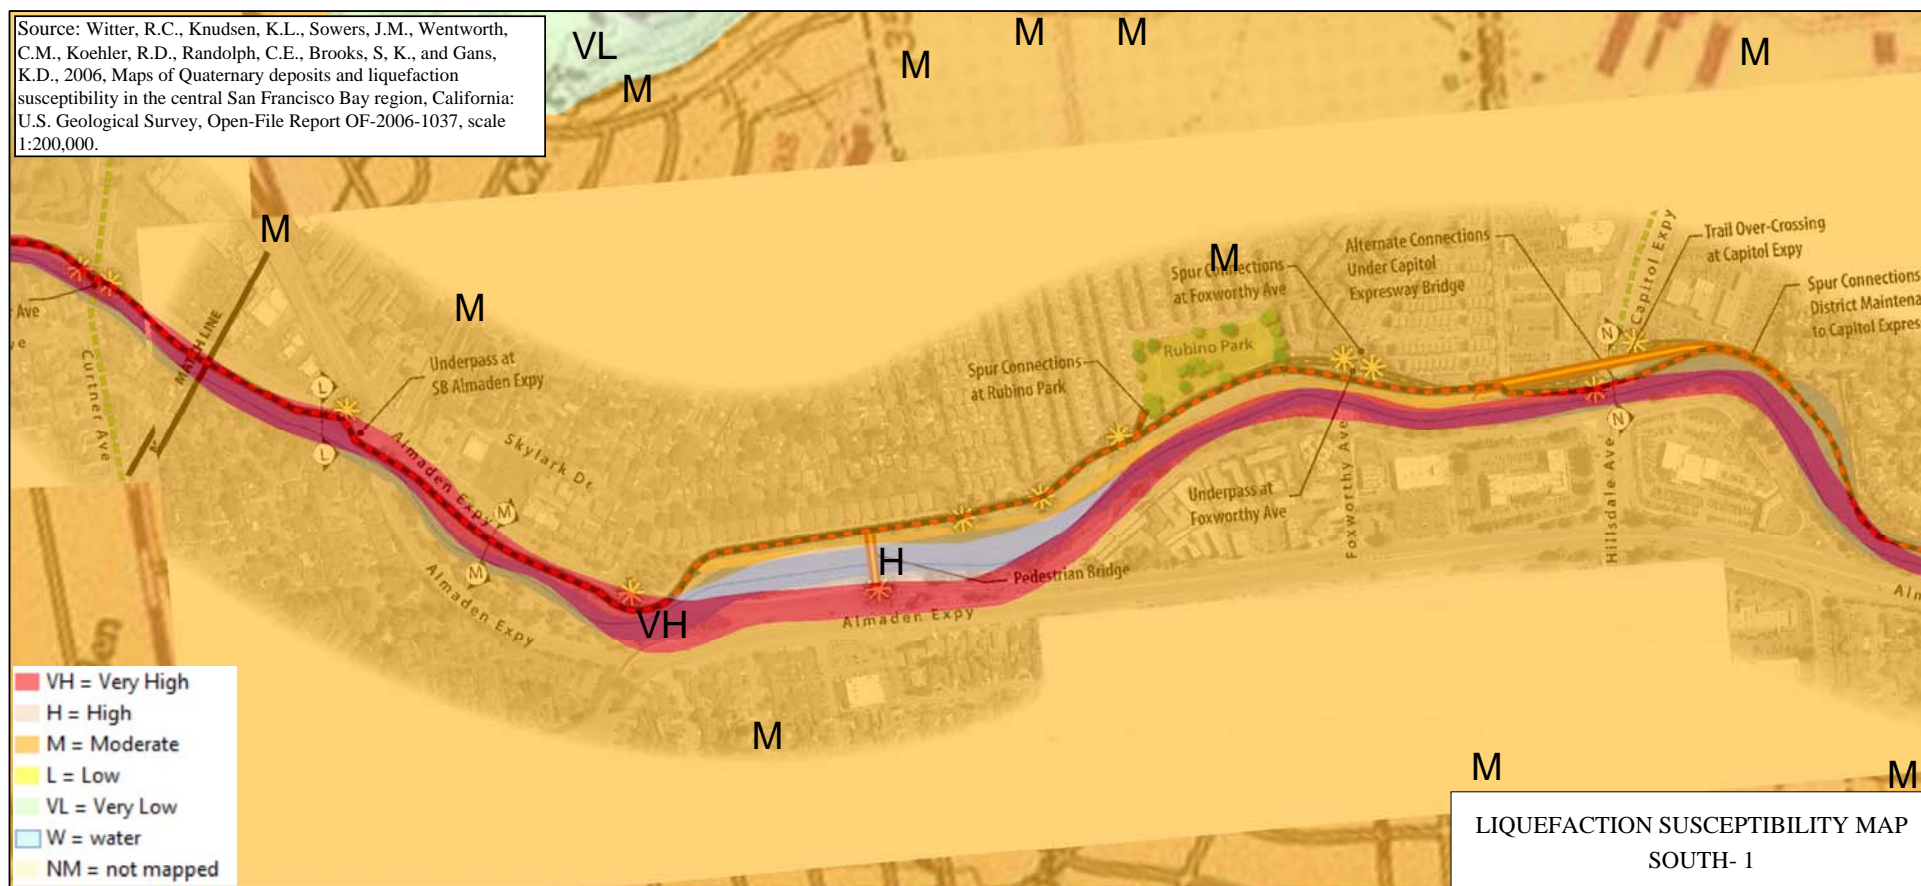 Source: Witter, R.C., Knudsen, K.L., Sowers, J.M., Wentworth,
C.M., Koehler, R.D., Randolph, C.E., Brooks, S, K., and Gans,
K.D., 2006, Maps of Quaternary deposits and liquefaction
susceptibility in the central San Francisco Bay region, California:
U.S. Geological Survey, Open-File Report OF-2006-1037, scale
1:200,000.
VL
M
M
M
M
M
M
M
M
Ave
Curtner Ave
MATCH LINE
L
L
Underpass at
SB Almaden Expy
Almaden Expy
Skylark Dr
M
M
Almaden Expy
VH
H
Pedestrian Bridge
Almaden Expy
Spur Connections
at Rubino Park
Rubino Park
Spur Connections
at Foxworthy Ave
Underpass at
Foxworthy Ave
Foxworthy Ave
Alternate Connections
Under Capitol
Expresway Bridge
N
N
Hillsdale Ave
Capitol Expy
Trail Over-Crossing
at Capitol Expy
Spur Connections
District Maintena
to Capitol Expres
Alm
M
M
M
VH = Very High
H = High
M = Moderate
L = Low
VL = Very Low
W = water
NM = not mapped
LIQUEFACTION SUSCEPTIBILITY MAP
SOUTH- 1